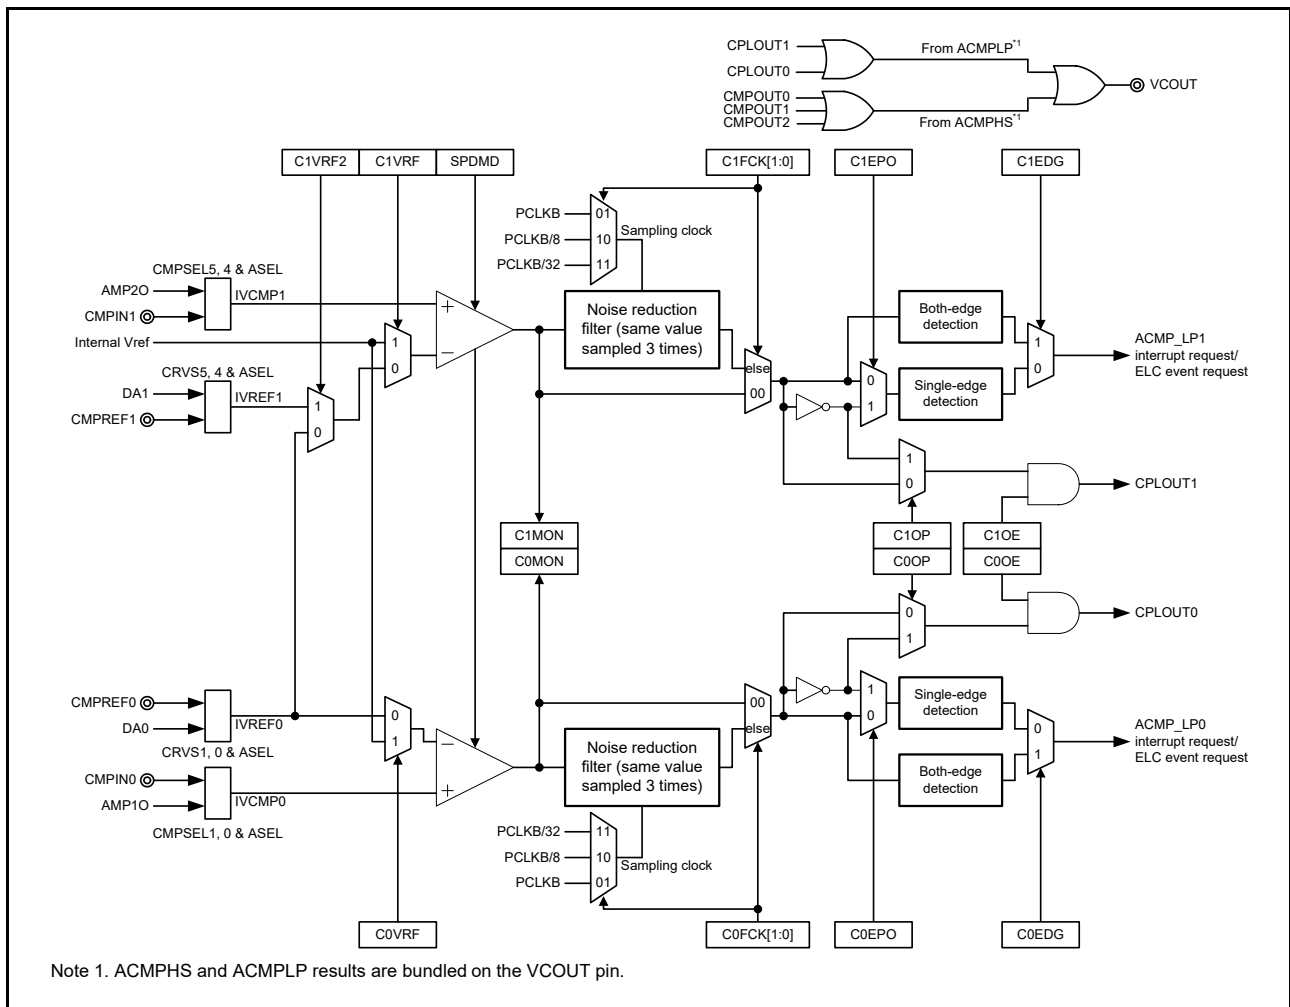 CPLOUT1
CPLOUT0
From ACMPLP*1
CMPOUT0
CMPOUT1
CMPOUT2
From ACMPHS*1
VCOUT
C1VRF2
C1VRF
SPDMD
C1FCK[1:0]
C1EPO
C1EDG
PCLKB
01
PCLKB/8
10
PCLKB/32
11
Sampling clock
CMPSEL5, 4 & ASEL
AMP2O
CMPIN1
IVCMP1
Internal Vref
CRVS5, 4 & ASEL
DA1
CMPREF1
IVREF1
1
0
1
0
+
−
Noise reduction
filter (same value
sampled 3 times)
else
00
0
1
Both-edge
detection
Single-edge
detection
1
0
ACMP_LP1
interrupt request/
ELC event request
1
0
CPLOUT1
C1MON
C0MON
C1OP
C0OP
C1OE
C0OE
0
1
CPLOUT0
CMPREF0
DA0
IVREF0
CRVS1, 0 & ASEL
CMPIN0
AMP1O
IVCMP0
CMPSEL1, 0 & ASEL
0
1
−
+
Noise reduction
filter (same value
sampled 3 times)
00
else
1
0
Single-edge
detection
Both-edge
detection
0
1
ACMP_LP0
interrupt request/
ELC event request
PCLKB/32
11
PCLKB/8
10
PCLKB
01
Sampling clock
C0VRF
C0FCK[1:0]
C0EPO
C0EDG
Note 1. ACMPHS and ACMPLP results are bundled on the VCOUT pin.